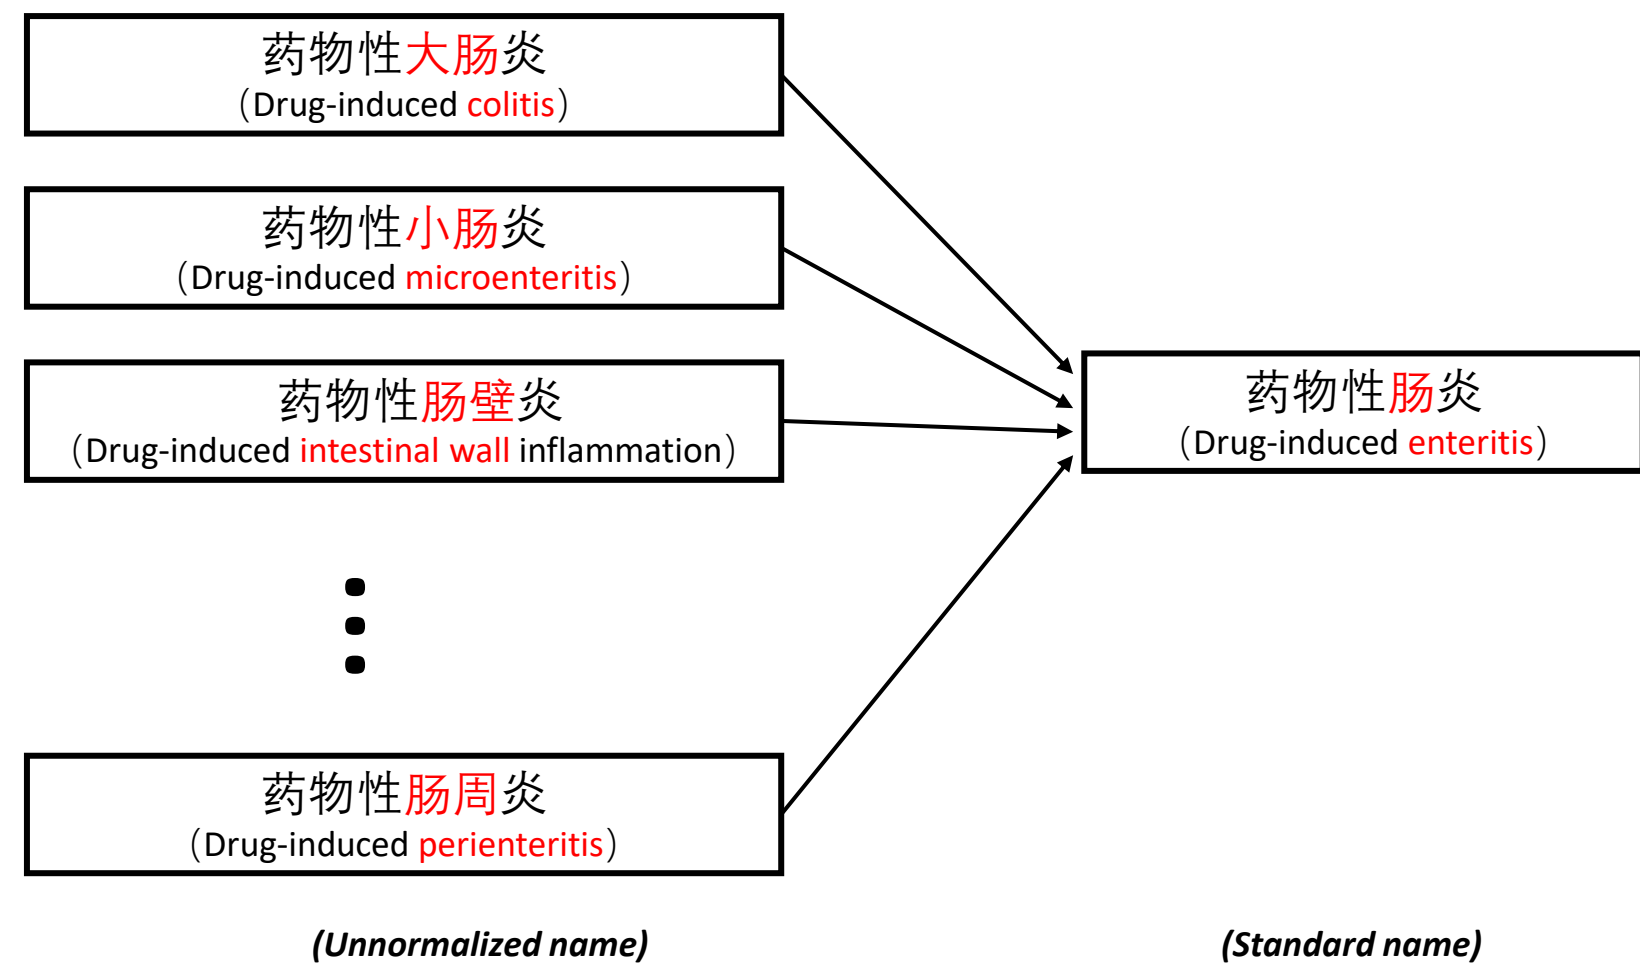 药物性大肠炎
（Drug-induced colitis）
药物性小肠炎
（Drug-induced microenteritis）
药物性肠壁炎
（Drug-induced intestinal wall inflammation）
药物性肠周炎
（Drug-induced perienteritis）
(Unnormalized name)
药物性肠炎
（Drug-induced enteritis）
(Standard name)